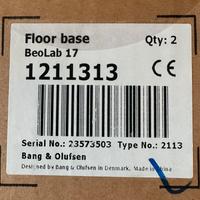 Floor base Qty: 2
BeoLab 17
1211313 CE
Serial No.: 23573503 Type No.: 2113
Bang & Olufsen
Designed by Bang & Olufsen in Denmark. Made in China